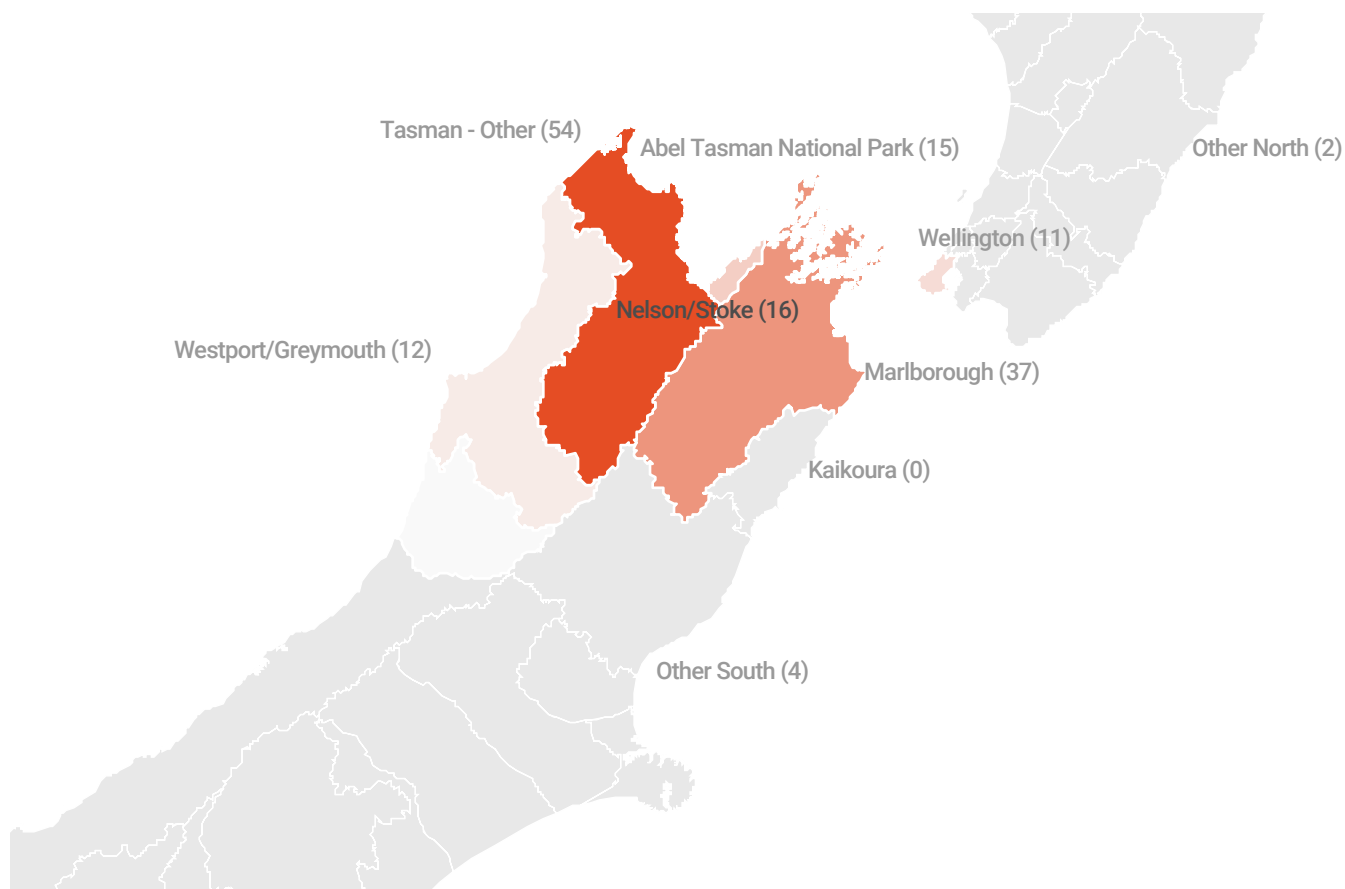 Tasman - Other (54)
Abel Tasman National Park (15)
Other North (2)
Wellington (11)
Nelson/Stoke (16)
Westport/Greymouth (12)
Marlborough (37)
Kaikoura (0)
Other South (4)